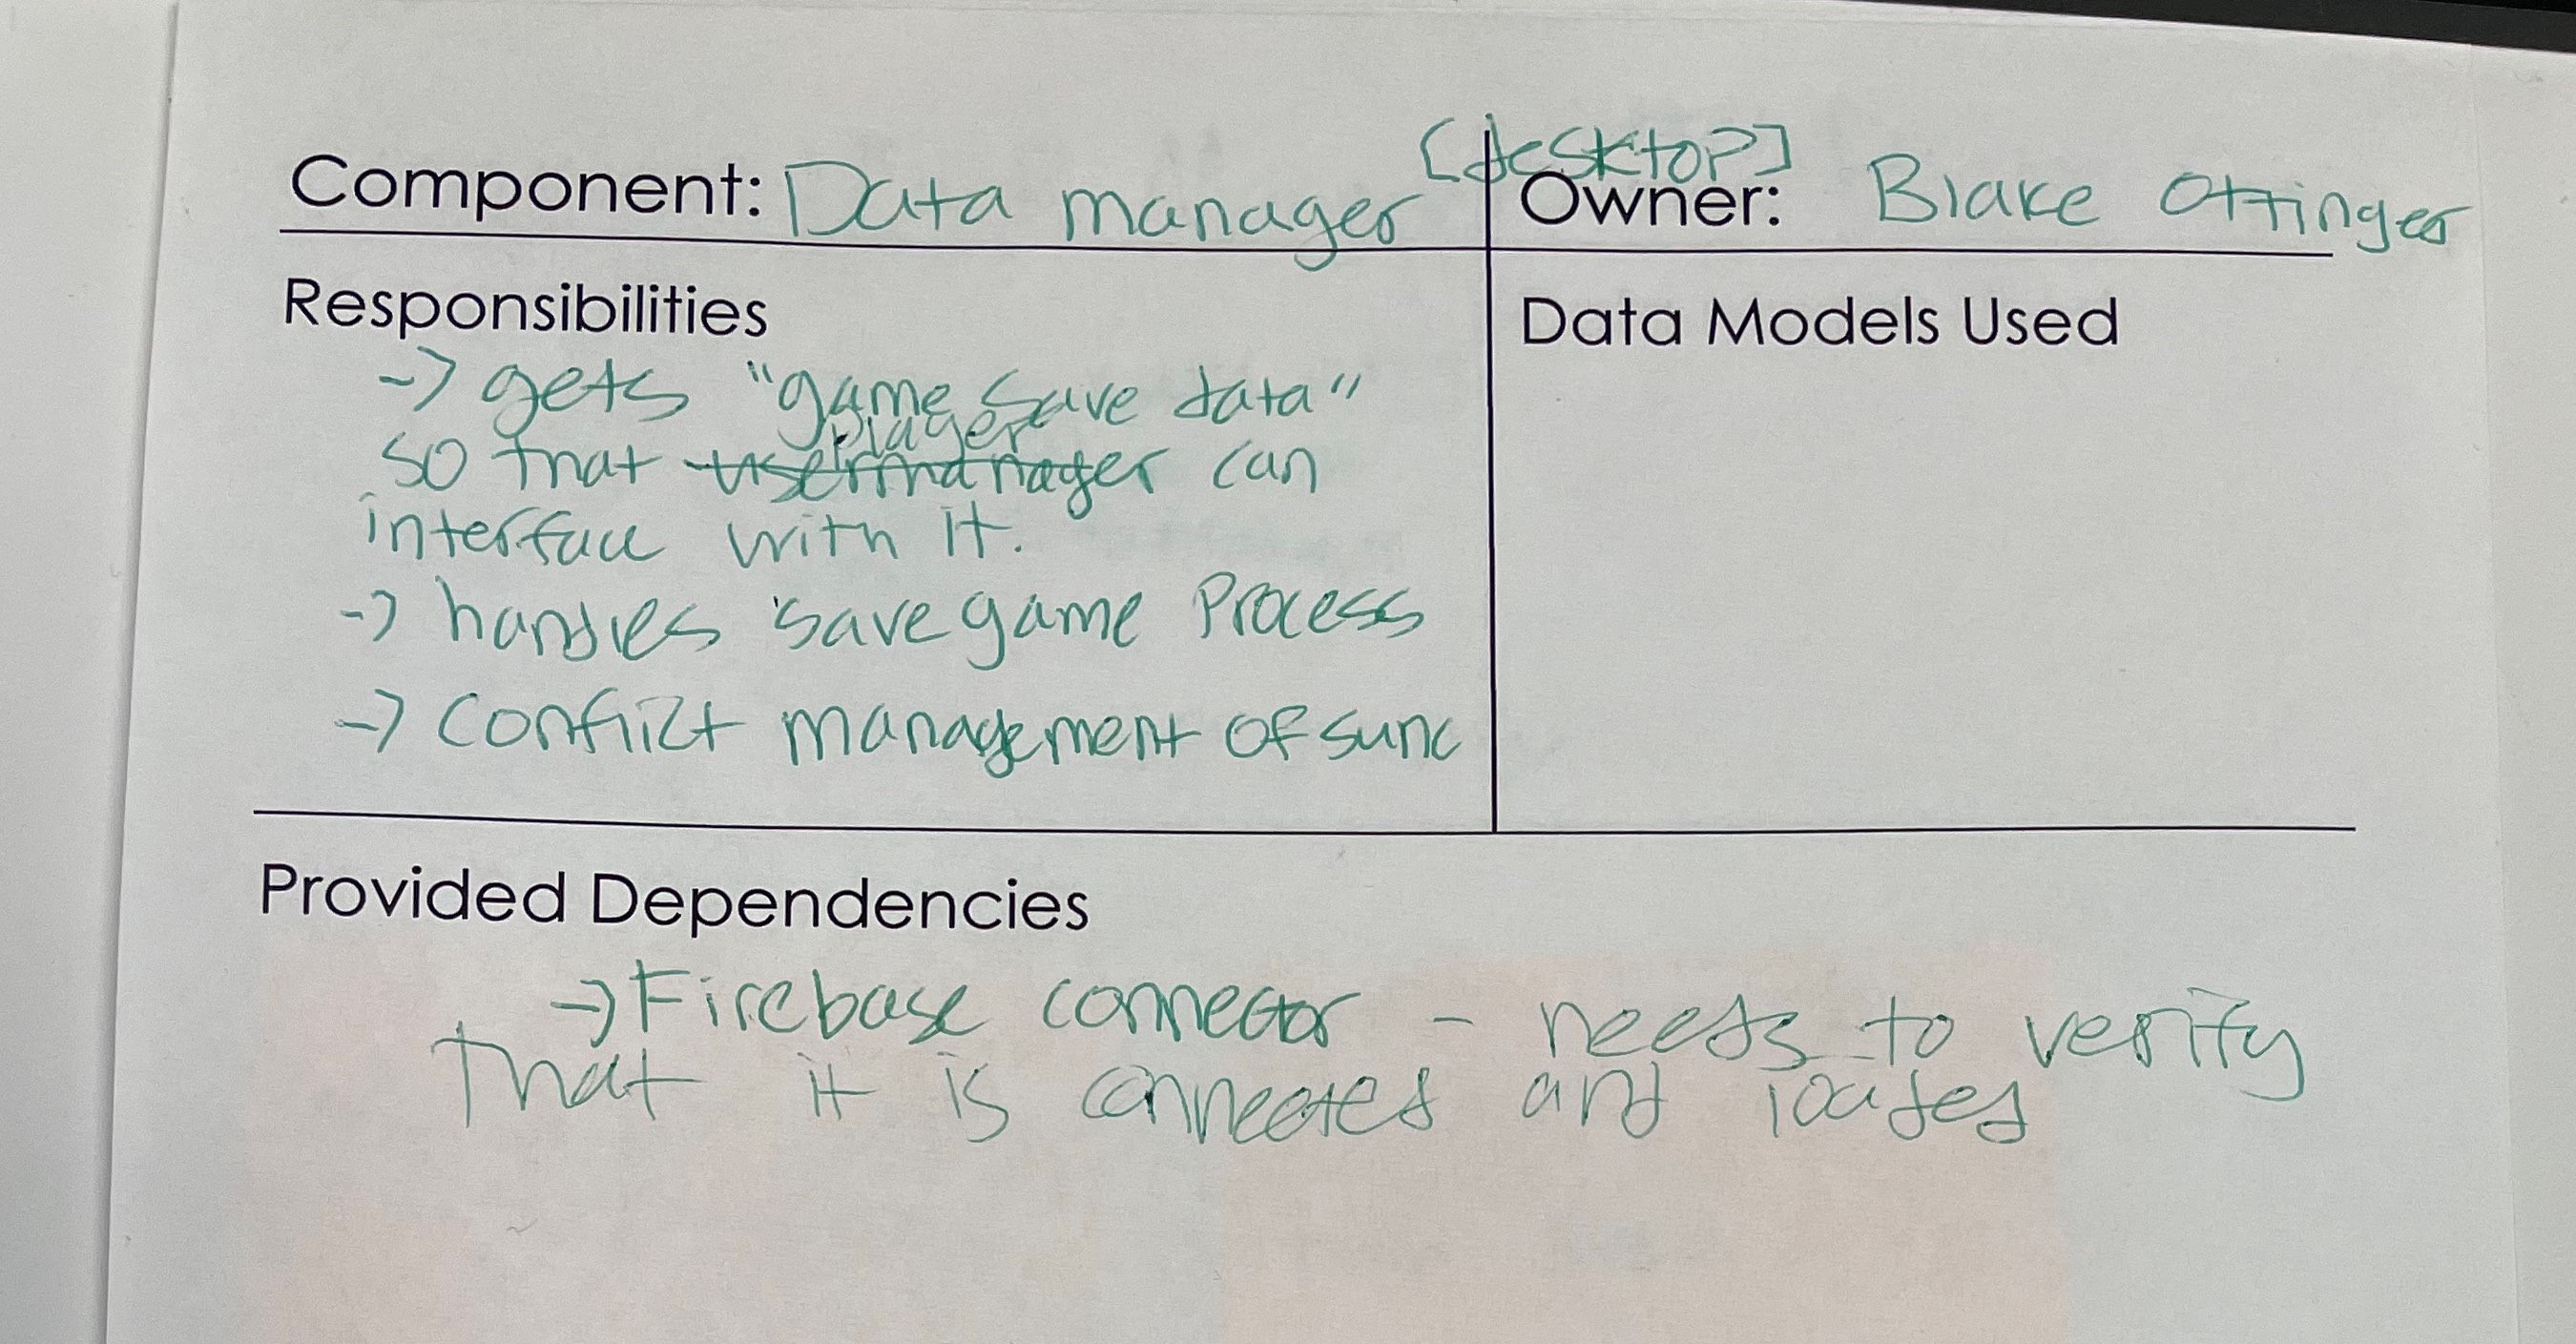 [desktop]
Component: Data manager
Owner: Blake Ottinger
Responsibilities
-> gets "game save data"
player
so that usermanager can
interface with it.
-> handles save game Process
-> Conflict management of sync
Data Models Used
Provided Dependencies
-> Firebase connector - needs to verify
That it is connected and loaded